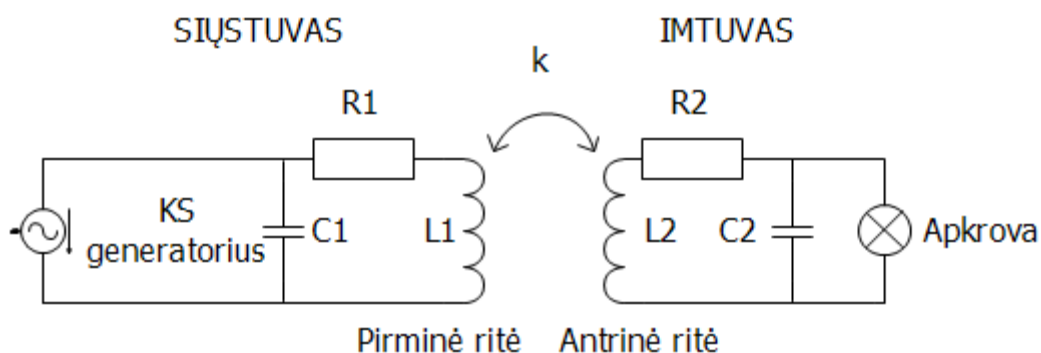 SIŲSTUVAS
IMTUVAS
k
R1
R2
KS
generatorius
C1
L1
L2
C2
Apkrova
Pirminė ritė
Antrinė ritė